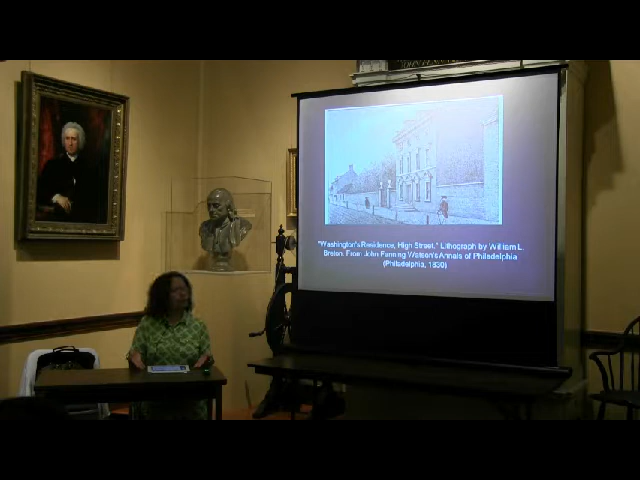 "Washington's Residence, High Street." Lithograph by William L.
Breton. From John Fanning Watson's Annals of Philadelphia
(Philadelphia, 1830)